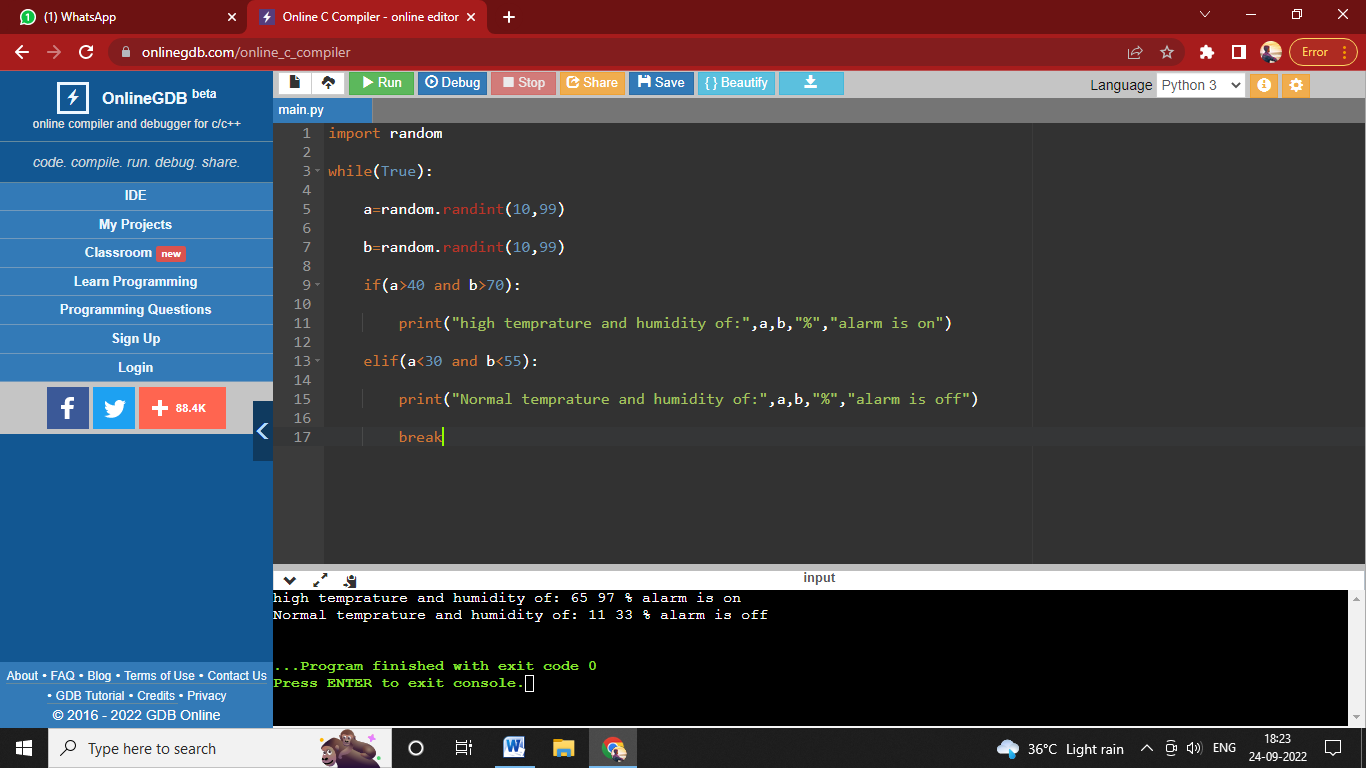 (1) WhatsApp
Online C Compiler - online editor
onlinegdb.com/online_c_compiler
Error
OnlineGDB beta
online compiler and debugger for c/c++
code. compile. run. debug. share.
IDE
My Projects
Classroom new
Learn Programming
Programming Questions
Sign Up
Login
88.4K
About • FAQ • Blog • Terms of Use • Contact Us
• GDB Tutorial • Credits • Privacy
© 2016 - 2022 GDB Online
Run Debug Stop Share Save { } Beautify
Language Python 3
main.py
1 import random
2
3 while(True):
4
5     a=random.randint(10,99)
6
7     b=random.randint(10,99)
8
9     if(a>40 and b>70):
10
11         print("high temprature and humidity of:",a,b,"%","alarm is on")
12
13     elif(a<30 and b<55):
14
15         print("Normal temprature and humidity of:",a,b,"%","alarm is off")
16
17         break
input
high temprature and humidity of: 65 97 % alarm is on
Normal temprature and humidity of: 11 33 % alarm is off
...Program finished with exit code 0
Press ENTER to exit console.
Type here to search
36°C Light rain
ENG
18:23
24-09-2022